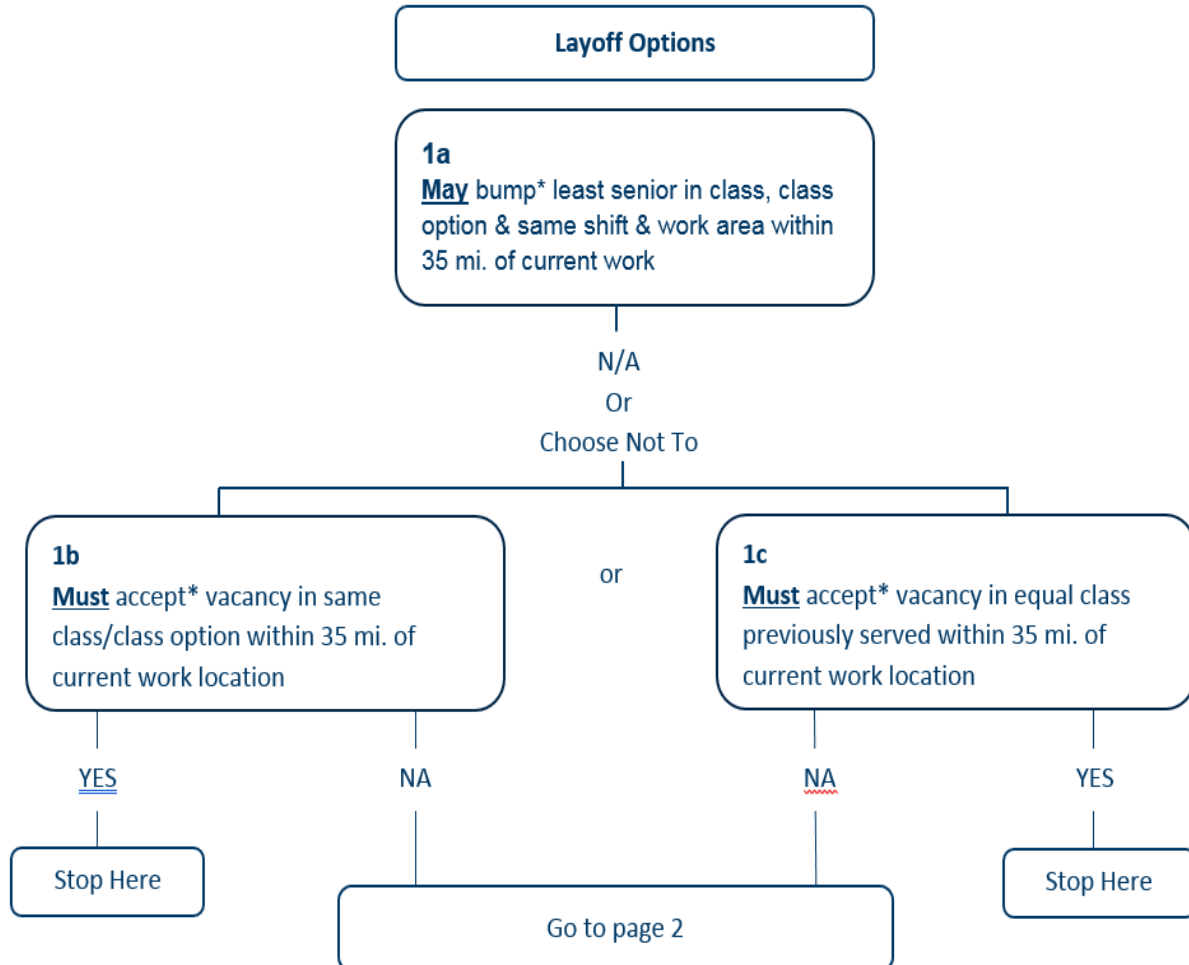 Layoff Options
1a
May bump* least senior in class, class
option & same shift & work area within
35 mi. of current work
N/A
Or
Choose Not To
1b
Must accept* vacancy in same
class/class option within 35 mi. of
current work location
or
1c
Must accept* vacancy in equal class
previously served within 35 mi. of
current work location
YES
NA
NA
YES
Stop Here
Stop Here
Go to page 2